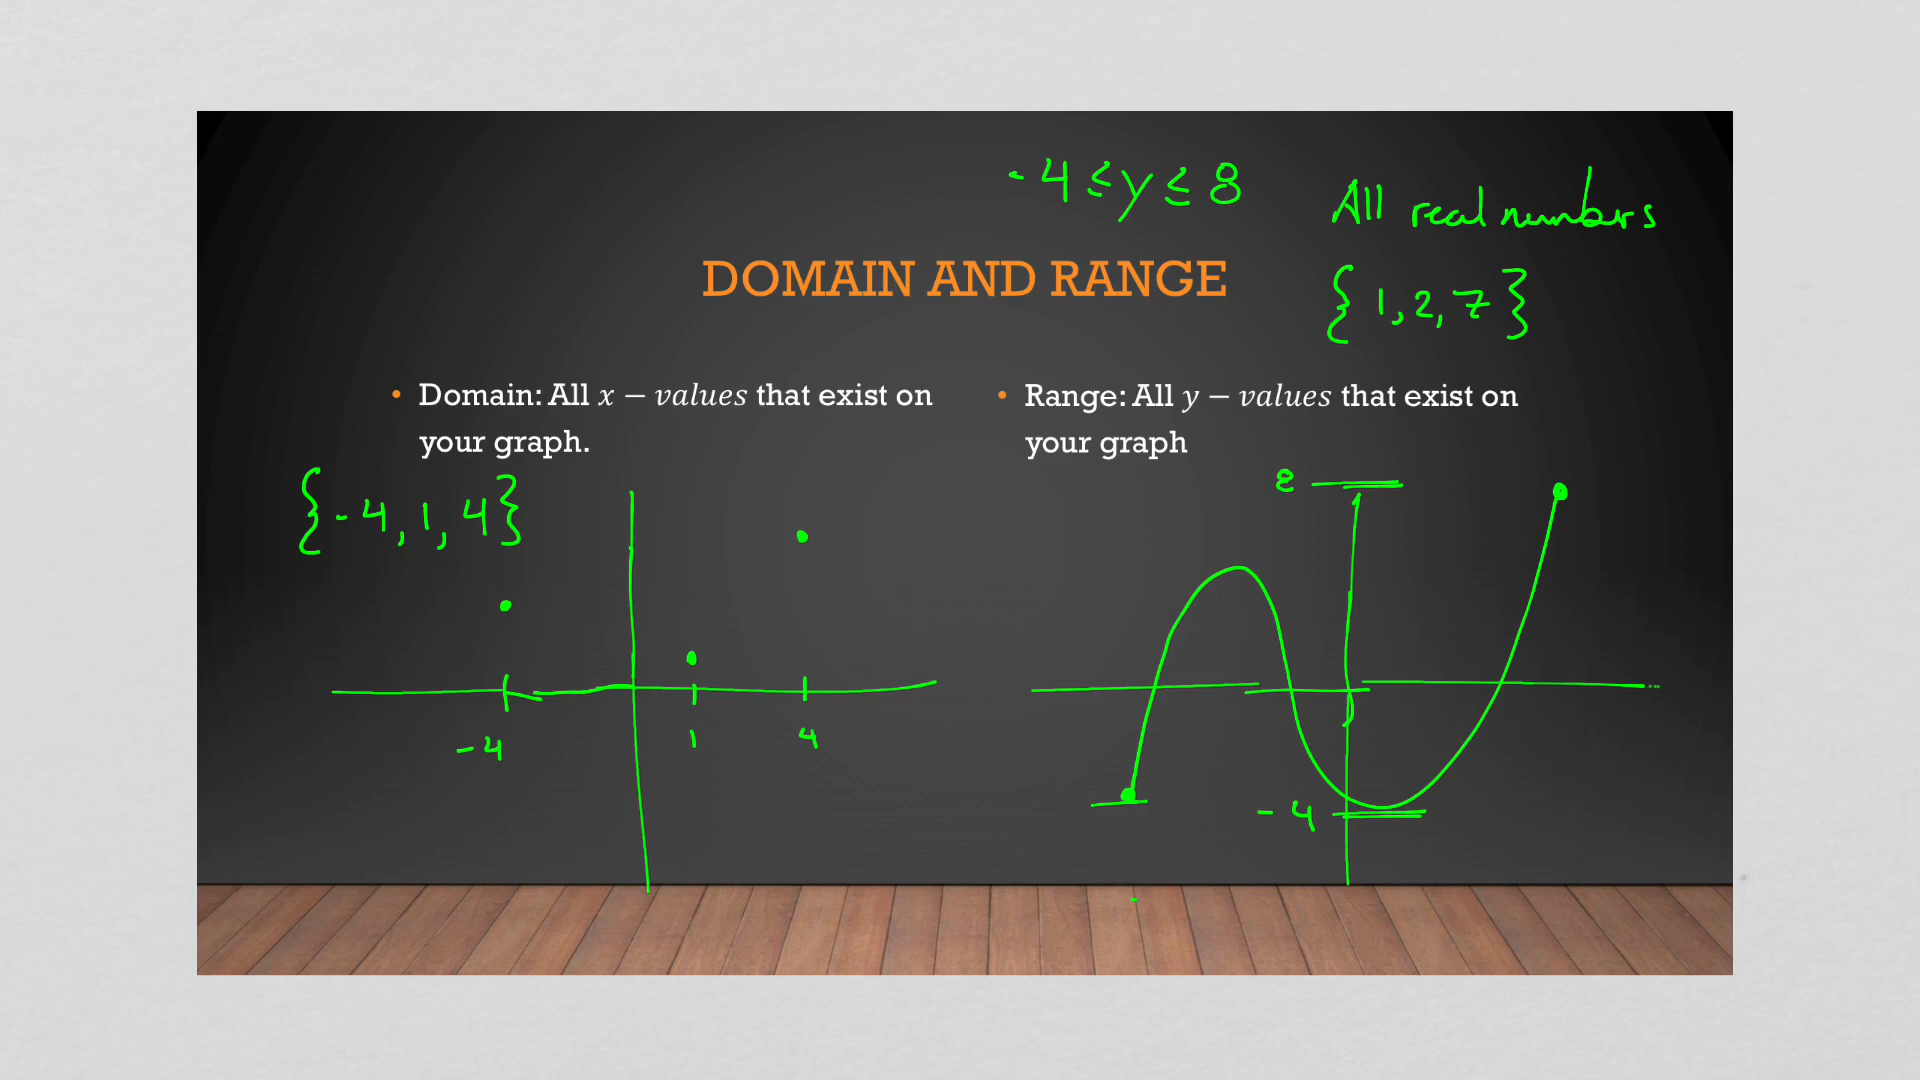 -4 ≤ y ≤ 8
All real numbers
DOMAIN AND RANGE
{1, 2, 7}
• Domain: All x – values that exist on
your graph.
• Range: All y – values that exist on
your graph
{-4, 1, 4}
8
-4
1
4
-4